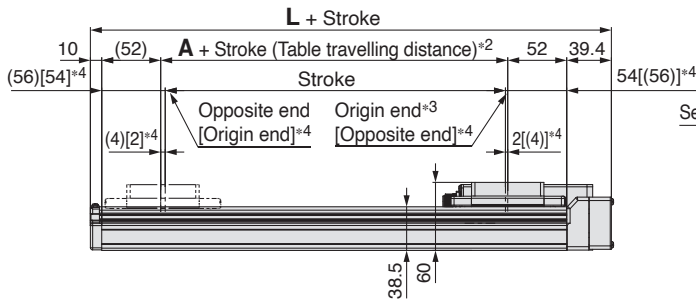 L + Stroke
10 (52) A + Stroke (Table travelling distance)*2 52 39.4
(56)[54]*4 Stroke 54[(56)]*4
Opposite end Origin end*3
(4)[2]*4 [Origin end]*4 [Opposite end]*4 2[(4)]*4
Se
38.5
60